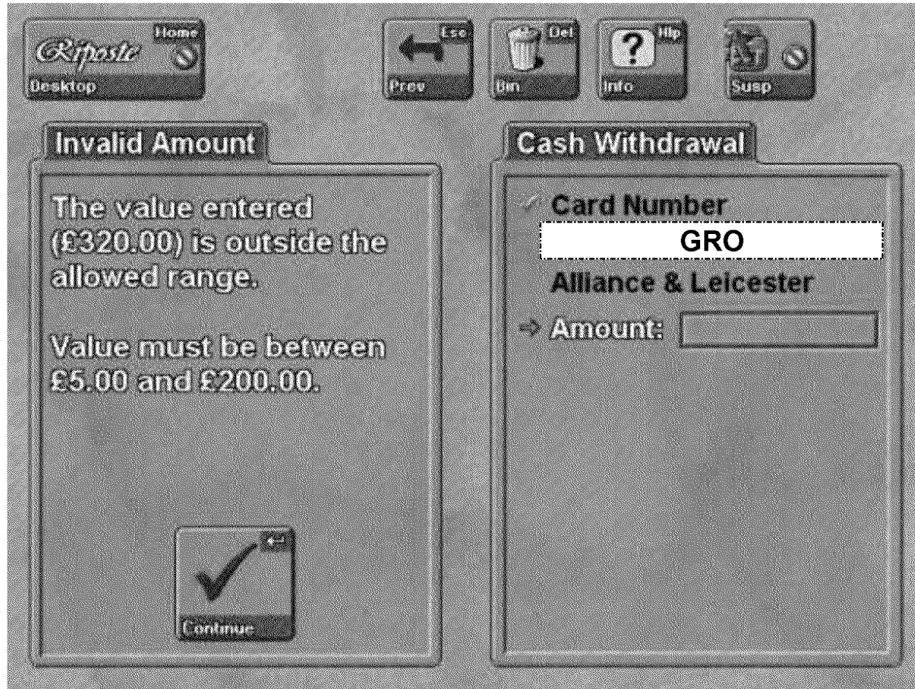 Riposte Home
Desktop
Esc
Prev
Del
Bin
?
Hlp
Info
Susp
Invalid Amount
The value entered
(£320.00) is outside the
allowed range.
Value must be between
£5.00 and £200.00.
Continue
Cash Withdrawal
Card Number
GRO
Alliance & Leicester
Amount: